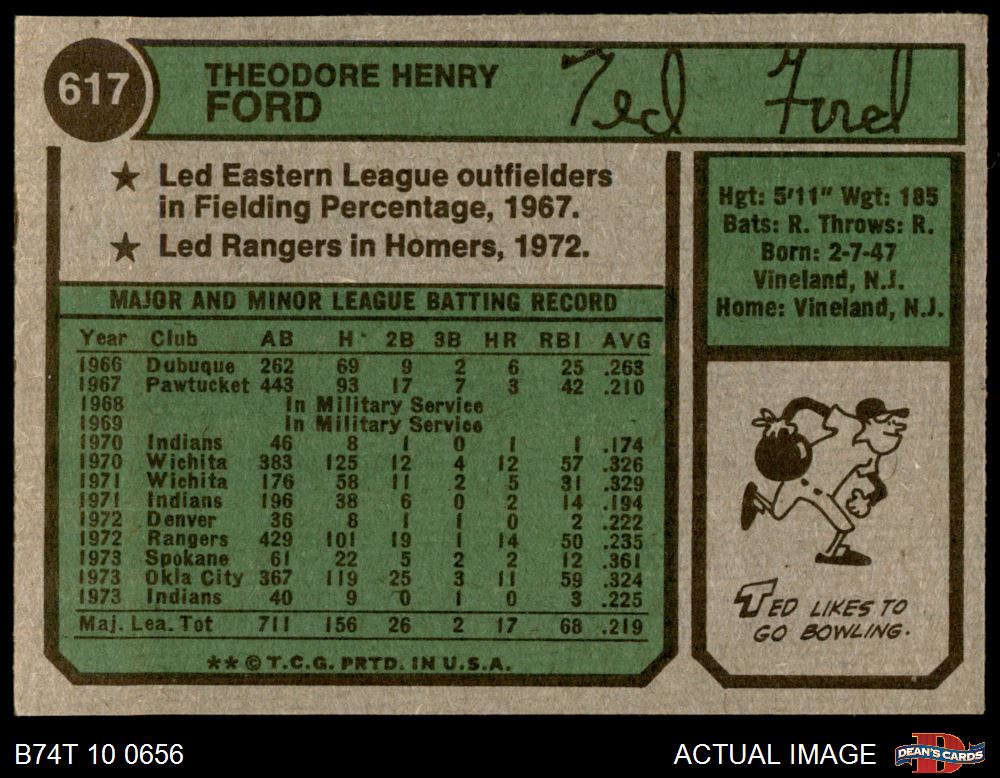 617
THEODORE HENRY
FORD
Ted Ford
★ Led Eastern League outfielders
in Fielding Percentage, 1967.
★ Led Rangers in Homers, 1972.
MAJOR AND MINOR LEAGUE BATTING RECORD
Year Club AB H 2B 3B HR RBI AVG
1966 Dubuque 262 69 9 2 6 25 .263
1967 Pawtucket 443 93 17 7 3 42 .210
1968 In Military Service
1969 In Military Service
1970 Indians 46 8 1 0 1 1 .174
1970 Wichita 383 125 12 4 12 57 .326
1971 Wichita 176 58 11 2 5 31 .329
1971 Indians 196 38 6 0 2 14 .194
1972 Denver 36 8 1 1 0 2 .222
1972 Rangers 429 101 19 1 14 50 .235
1973 Spokane 61 22 5 2 2 12 .361
1973 Okla City 367 119 25 3 11 59 .324
1973 Indians 40 9 0 1 0 3 .225
Maj. Lea. Tot 711 156 26 2 17 68 .219
** © T.C.G. PRTD. IN U.S.A.
Hgt: 5'11" Wgt: 185
Bats: R. Throws: R.
Born: 2-7-47
Vineland, N.J.
Home: Vineland, N.J.
TED LIKES TO
GO BOWLING.
B74T 10 0656
ACTUAL IMAGE
DEAN'S CARDS